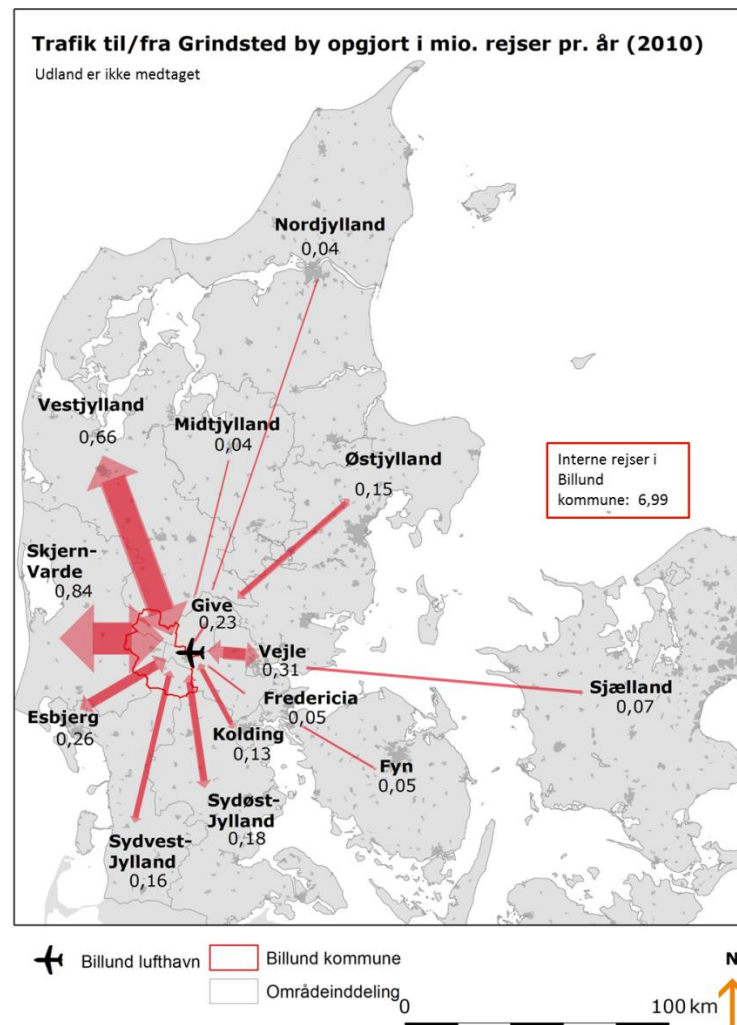 Trafik til/fra Grindsted by opgjort i mio. rejser pr. år (2010)
Udland er ikke medtaget
Nordjylland
0,04
Vestjylland
0,66
Midtjylland
0,04
Østjylland
0,15
Interne rejser i
Billund
kommune: 6,99
Skjern-
Varde
0,84
Give
0,23
Vejle
0,31
Sjælland
0,07
Fredericia
0,05
Esbjerg
0,26
Kolding
0,13
Fyn
0,05
Sydøst-
Jylland
0,18
Sydvest-
Jylland
0,16
Billund lufthavn
Billund kommune
Områdeinddeling
N
0
100 km